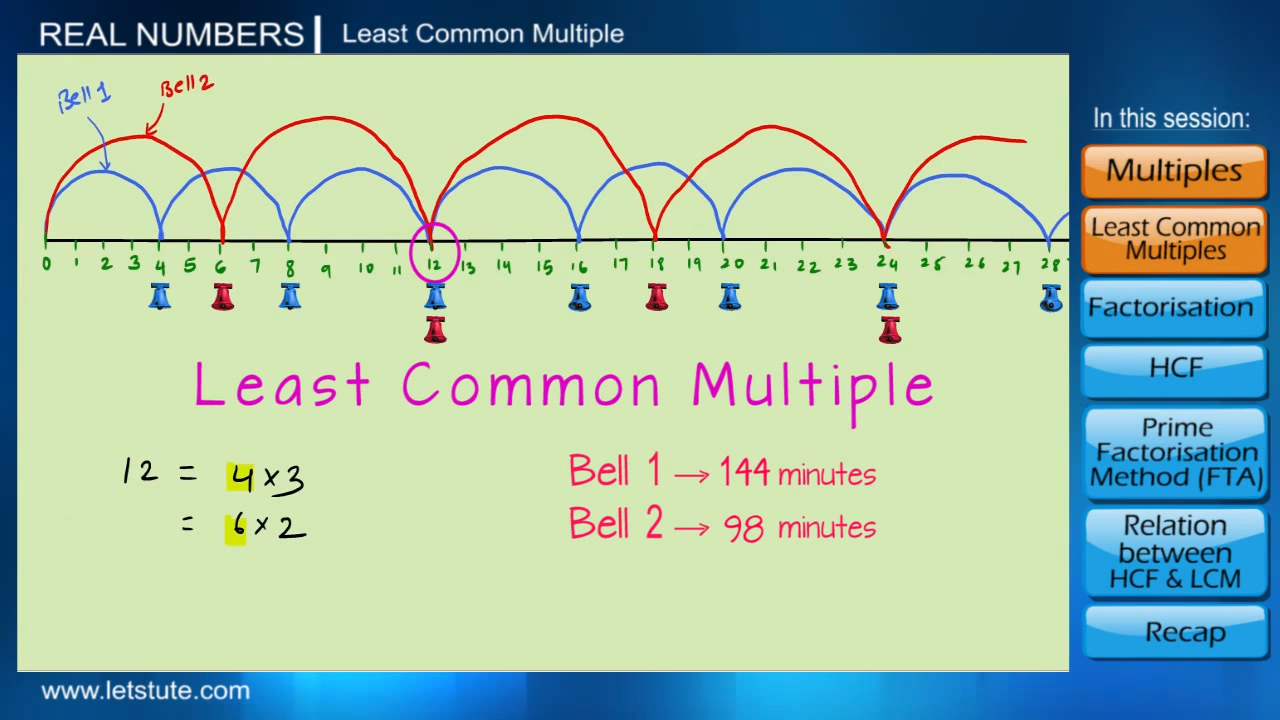 REAL NUMBERS | Least Common Multiple
Bell 1
Bell 2
0 1 2 3 4 5 6 7 8 9 10 11 12 13 14 15 16 17 18 19 20 21 22 23 24 25 26 27 28
Least Common Multiple
12 = 4 × 3
= 6 × 2
Bell 1 → 144 minutes
Bell 2 → 98 minutes
In this session:
Multiples
Least Common
Multiples
Factorisation
HCF
Prime
Factorisation
Method (FTA)
Relation
between
HCF & LCM
Recap
www.letstute.com